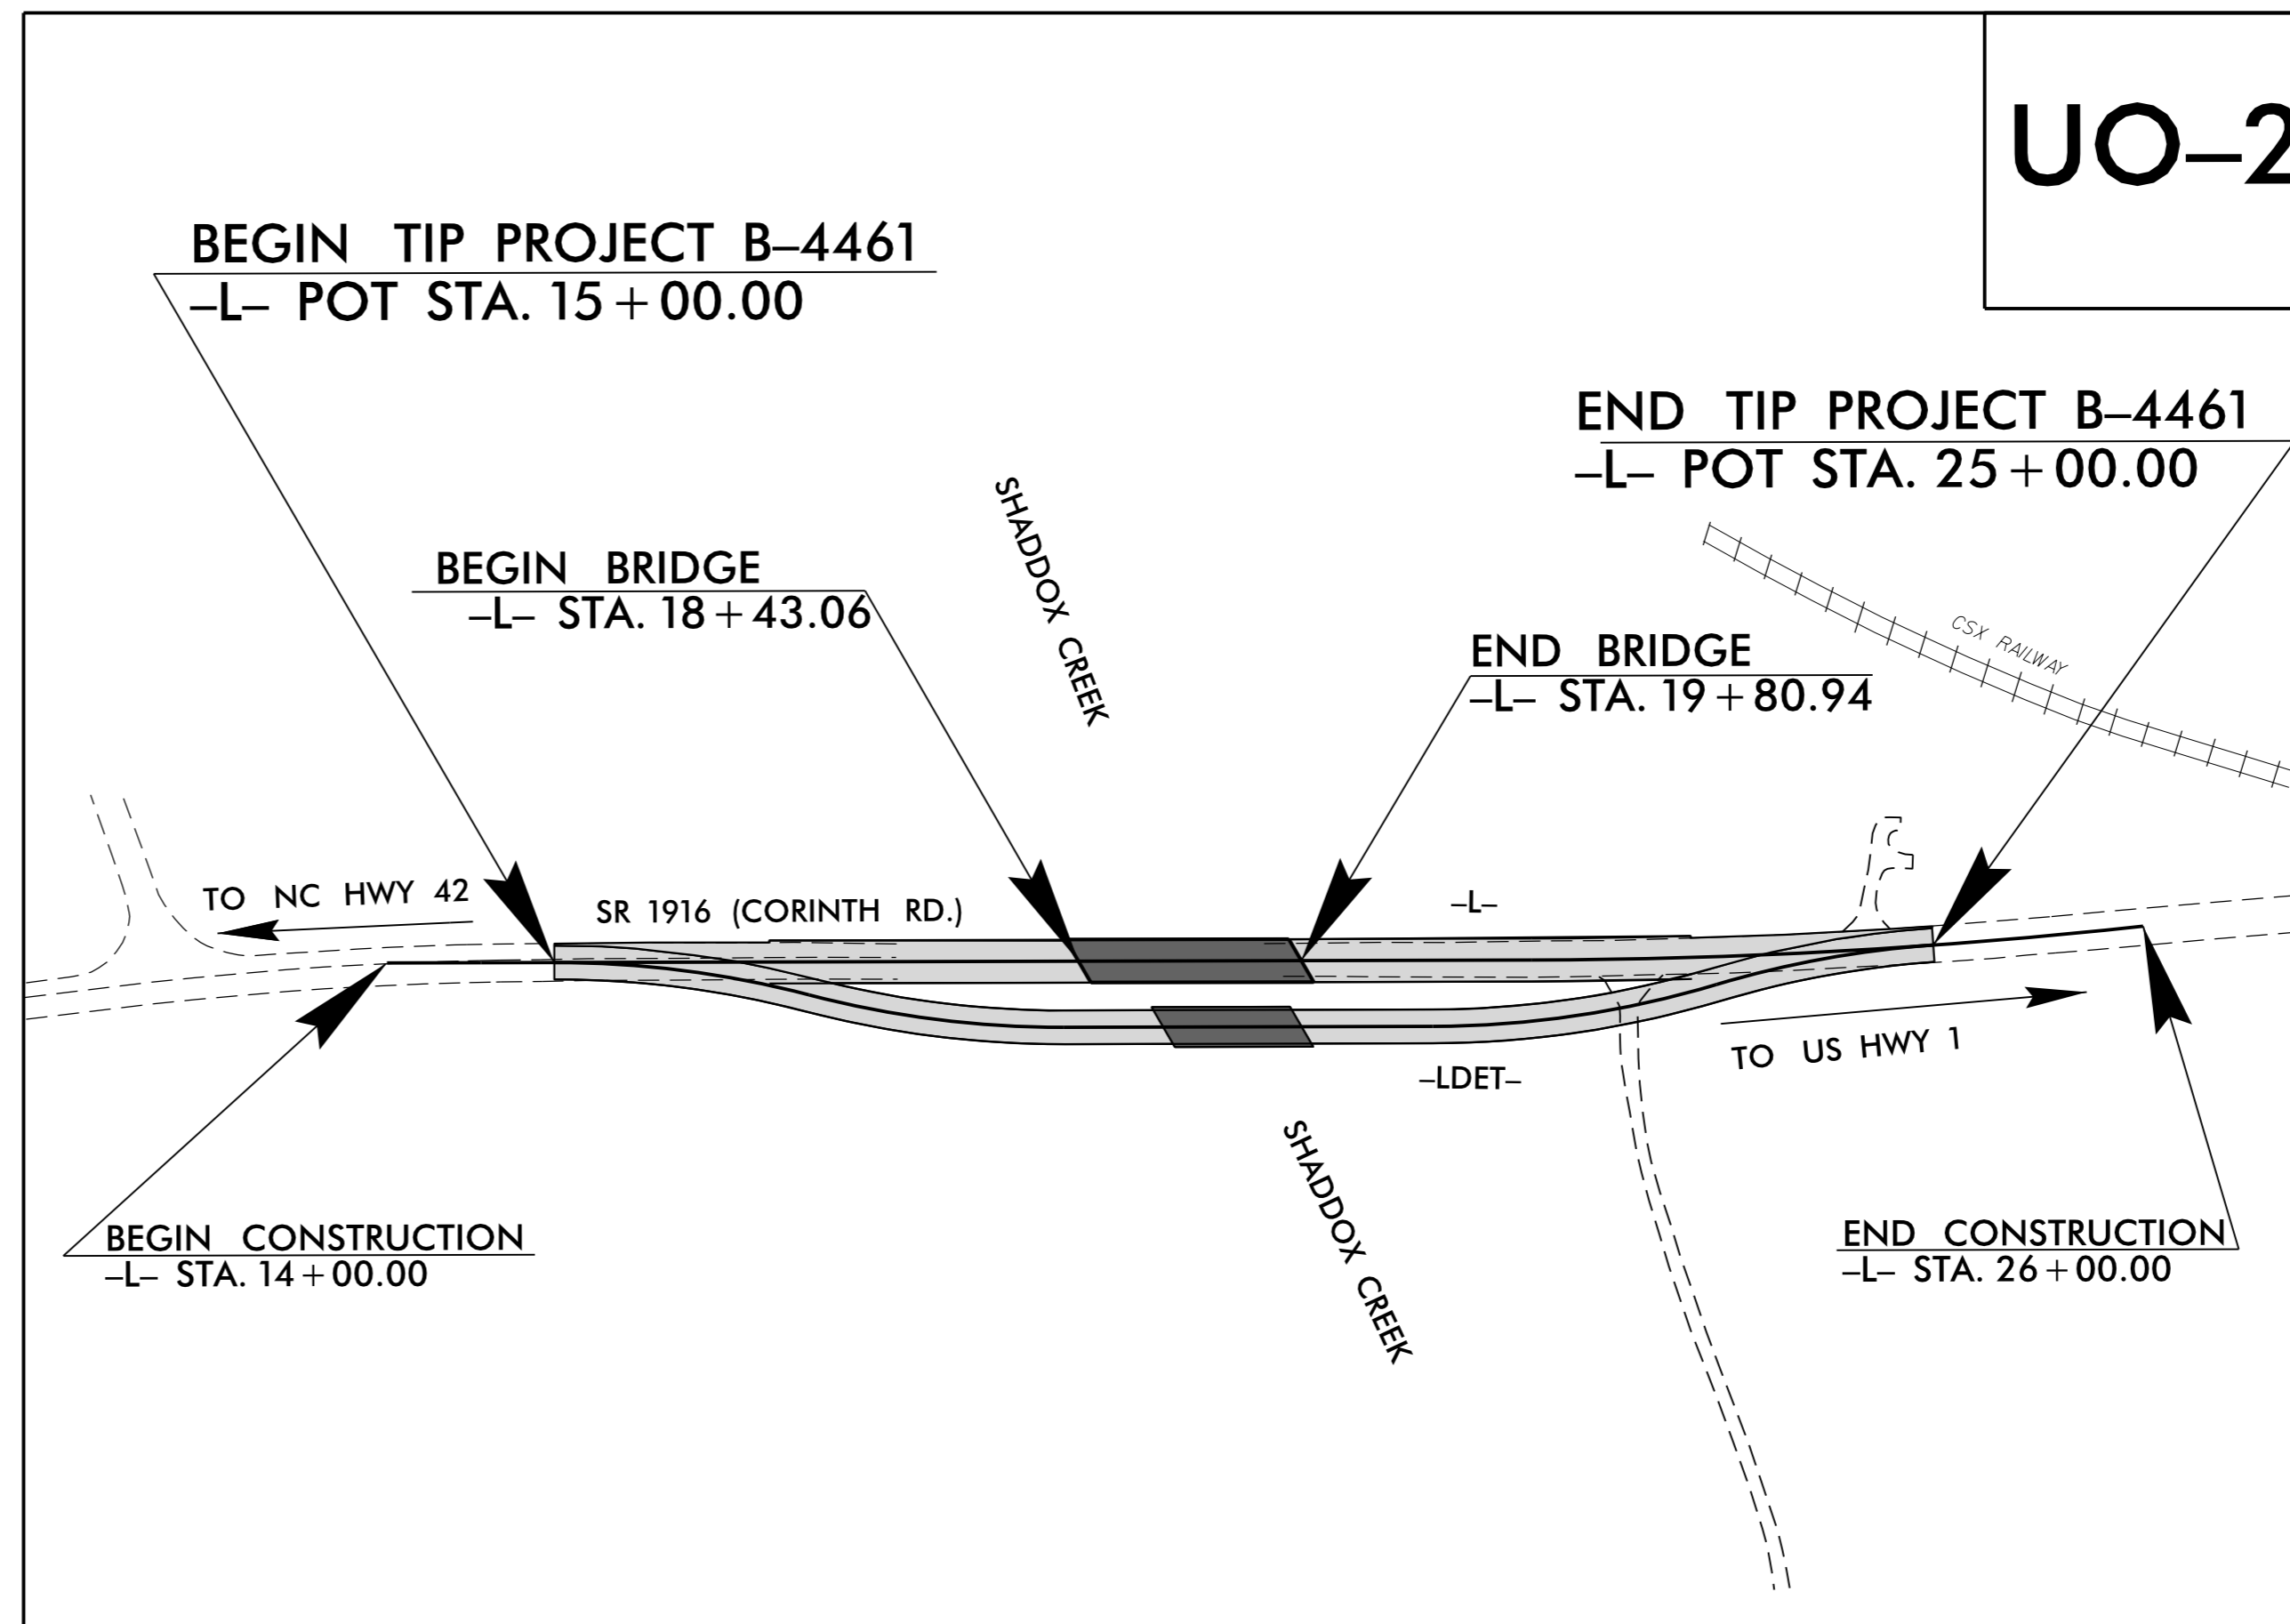 UO–2
BEGIN TIP PROJECT B–4461
–L– POT STA. 15+00.00
END TIP PROJECT B–4461
–L– POT STA. 25+00.00
SHADDOX CREEK
BEGIN BRIDGE
–L– STA. 18+43.06
CSX RAILWAY
END BRIDGE
–L– STA. 19+80.94
TO NC HWY 42
SR 1916 (CORINTH RD.)
–L–
TO US HWY 1
–LDET–
SHADDOX CREEK
BEGIN CONSTRUCTION
–L– STA. 14+00.00
END CONSTRUCTION
–L– STA. 26+00.00